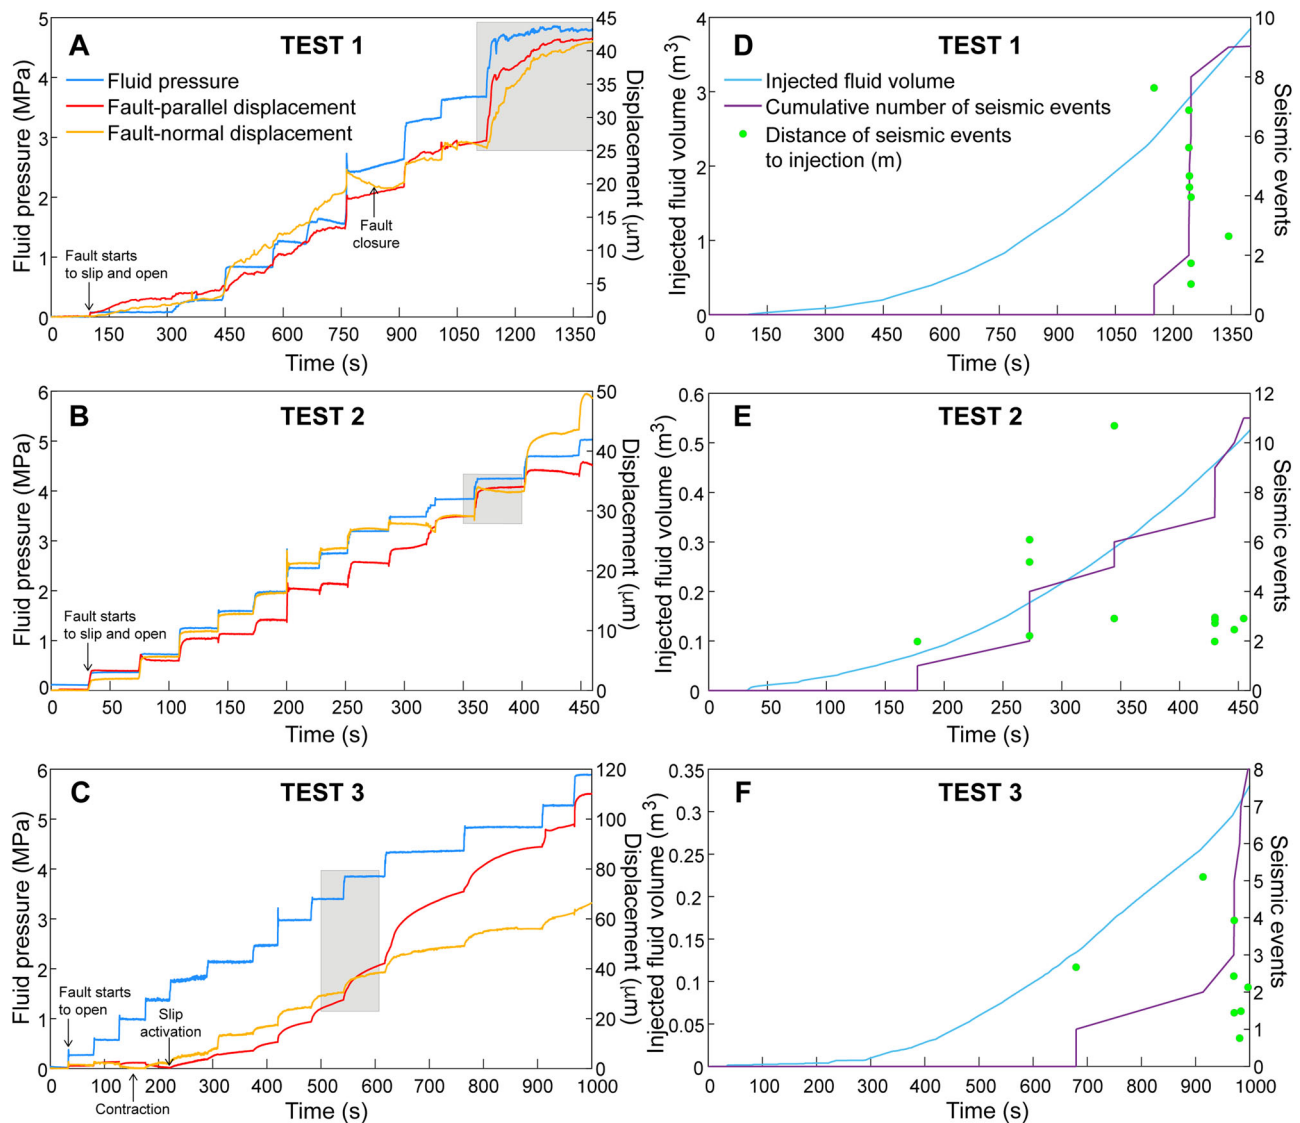 A
TEST 1
Fluid pressure
Fault-parallel displacement
Fault-normal displacement
Fault starts
to slip and open
Fault
closure
Fluid pressure (MPa)
0
1
2
3
4
5
Displacement (μm)
0
5
10
15
20
25
30
35
40
45
0 150 300 450 600 750 900 1050 1200 1350
Time (s)
D
TEST 1
Injected fluid volume
Cumulative number of seismic events
Distance of seismic events
to injection (m)
Injected fluid volume (m³)
0
1
2
3
4
Seismic events
0
2
4
6
8
10
0 150 300 450 600 750 900 1050 1200 1350
Time (s)
B
TEST 2
Fault starts
to slip and open
Fluid pressure (MPa)
0
1
2
3
4
5
6
Displacement (μm)
0
10
20
30
40
50
0 50 100 150 200 250 300 350 400 450
Time (s)
E
TEST 2
Injected fluid volume (m³)
0
0.1
0.2
0.3
0.4
0.5
0.6
Seismic events
0
2
4
6
8
10
12
0 50 100 150 200 250 300 350 400 450
Time (s)
C
TEST 3
Fault starts
to open
Slip
activation
Contraction
Fluid pressure (MPa)
0
1
2
3
4
5
6
Displacement (μm)
0
20
40
60
80
100
120
0 100 200 300 400 500 600 700 800 900 1000
Time (s)
F
TEST 3
Injected fluid volume (m³)
0
0.05
0.1
0.15
0.2
0.25
0.3
0.35
Seismic events
0
1
2
3
4
5
6
7
8
0 100 200 300 400 500 600 700 800 900 1000
Time (s)